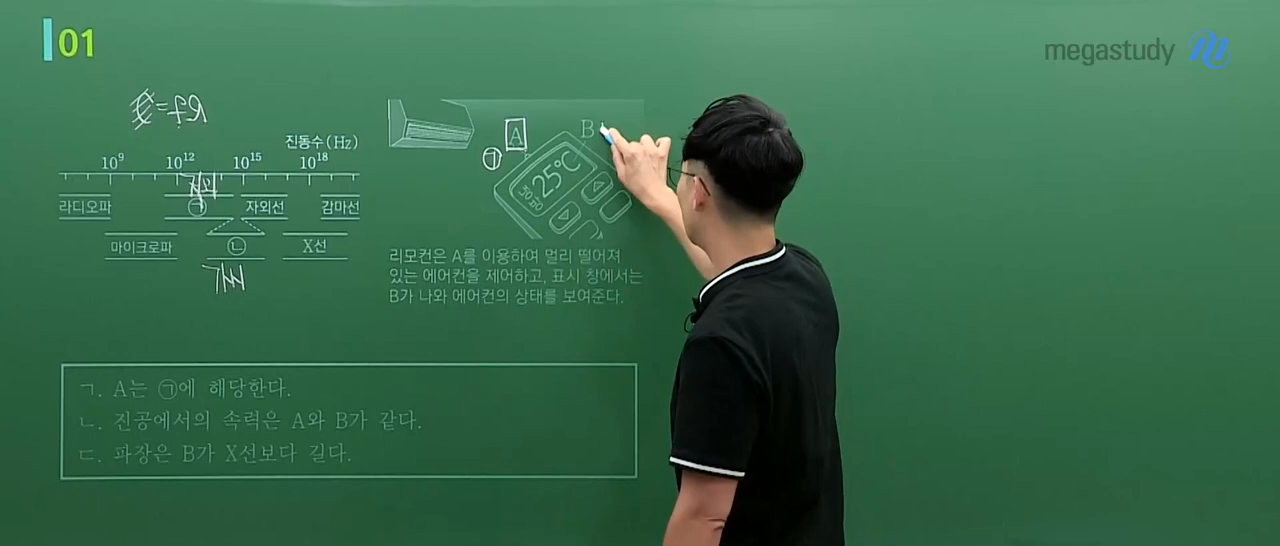 01
megastudy
진동수(Hz)
10⁹ 10¹² 10¹⁵ 10¹⁸
라디오파 ㉠ 자외선 감마선
마이크로파 ㉡ X선
A
B
㉠
25℃
리모컨은 A를 이용하여 멀리 떨어져
있는 에어컨을 제어하고, 표시 창에서는
B가 나와 에어컨의 상태를 보여준다.
ㄱ. A는 ㉠에 해당한다.
ㄴ. 진공에서의 속력은 A와 B가 같다.
ㄷ. 파장은 B가 X선보다 길다.